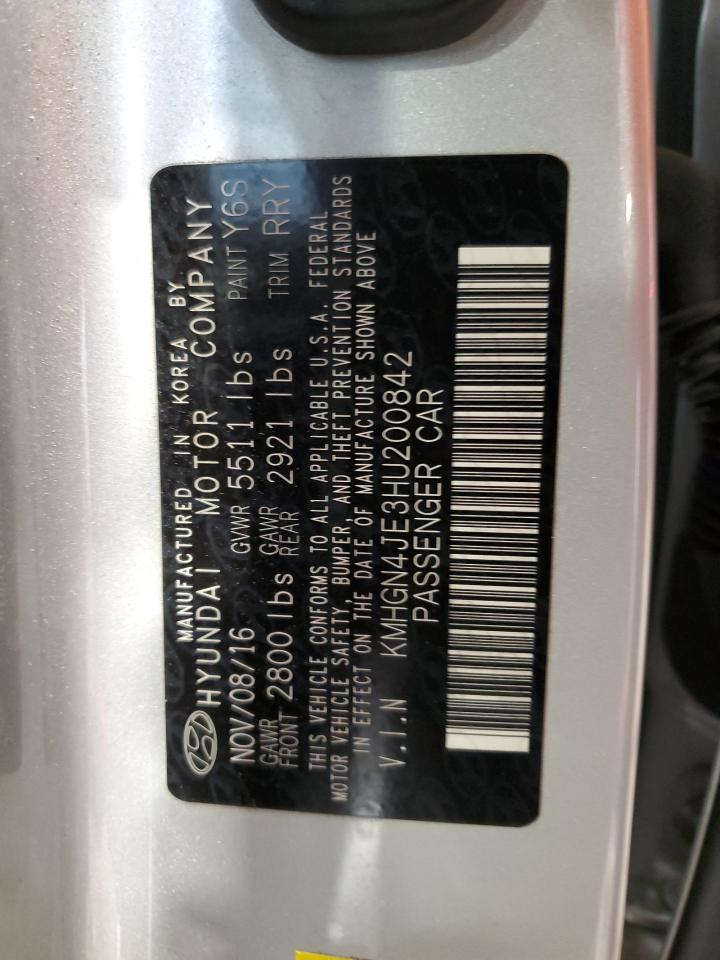 MANUFACTURED IN KOREA BY
HYUNDAI MOTOR COMPANY
NOV/08/16 GVWR 5511 lbs PAINT Y6S
GAWR FRONT 2800 lbs GAWR REAR 2921 lbs TRIM RRY
THIS VEHICLE CONFORMS TO ALL APPLICABLE U.S.A. FEDERAL
MOTOR VEHICLE SAFETY, BUMPER, AND THEFT PREVENTION STANDARDS
IN EFFECT ON THE DATE OF MANUFACTURE SHOWN ABOVE
V.I.N KMHGN4JE3HU200842
PASSENGER CAR